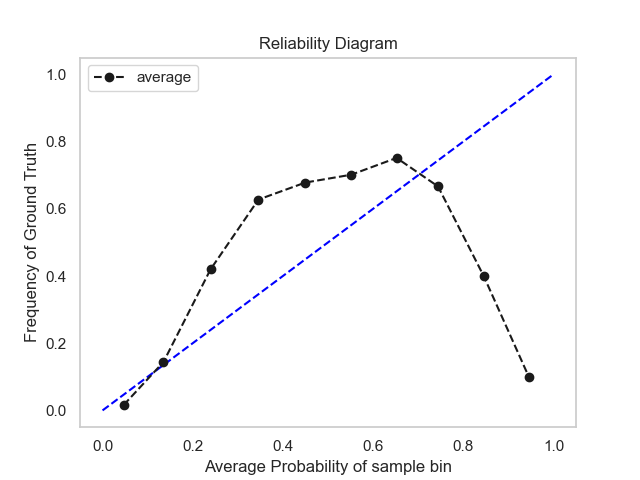 Reliability Diagram
average
Frequency of Ground Truth
1.0
0.8
0.6
0.4
0.2
0.0
0.0 0.2 0.4 0.6 0.8 1.0
Average Probability of sample bin